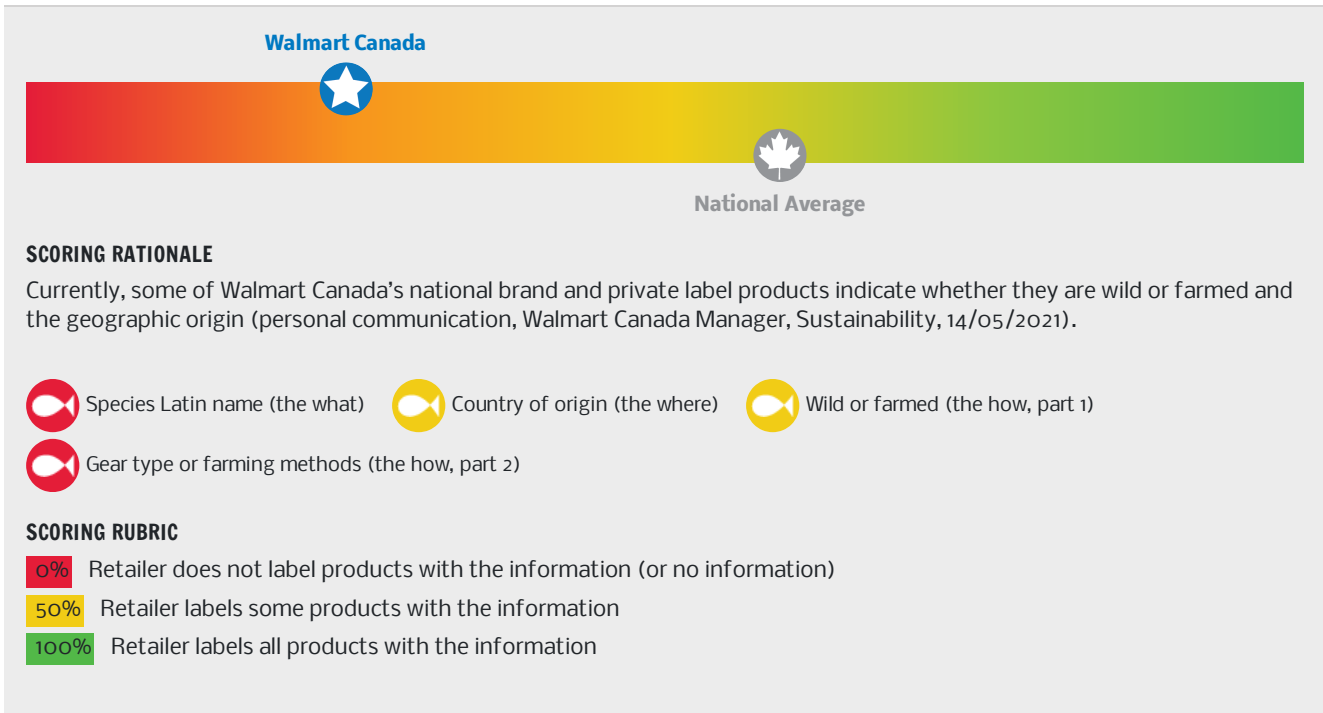 Walmart Canada
National Average
SCORING RATIONALE
Currently, some of Walmart Canada’s national brand and private label products indicate whether they are wild or farmed and
the geographic origin (personal communication, Walmart Canada Manager, Sustainability, 14/05/2021).
Species Latin name (the what) Country of origin (the where) Wild or farmed (the how, part 1)
Gear type or farming methods (the how, part 2)
SCORING RUBRIC
0% Retailer does not label products with the information (or no information)
50% Retailer labels some products with the information
100% Retailer labels all products with the information